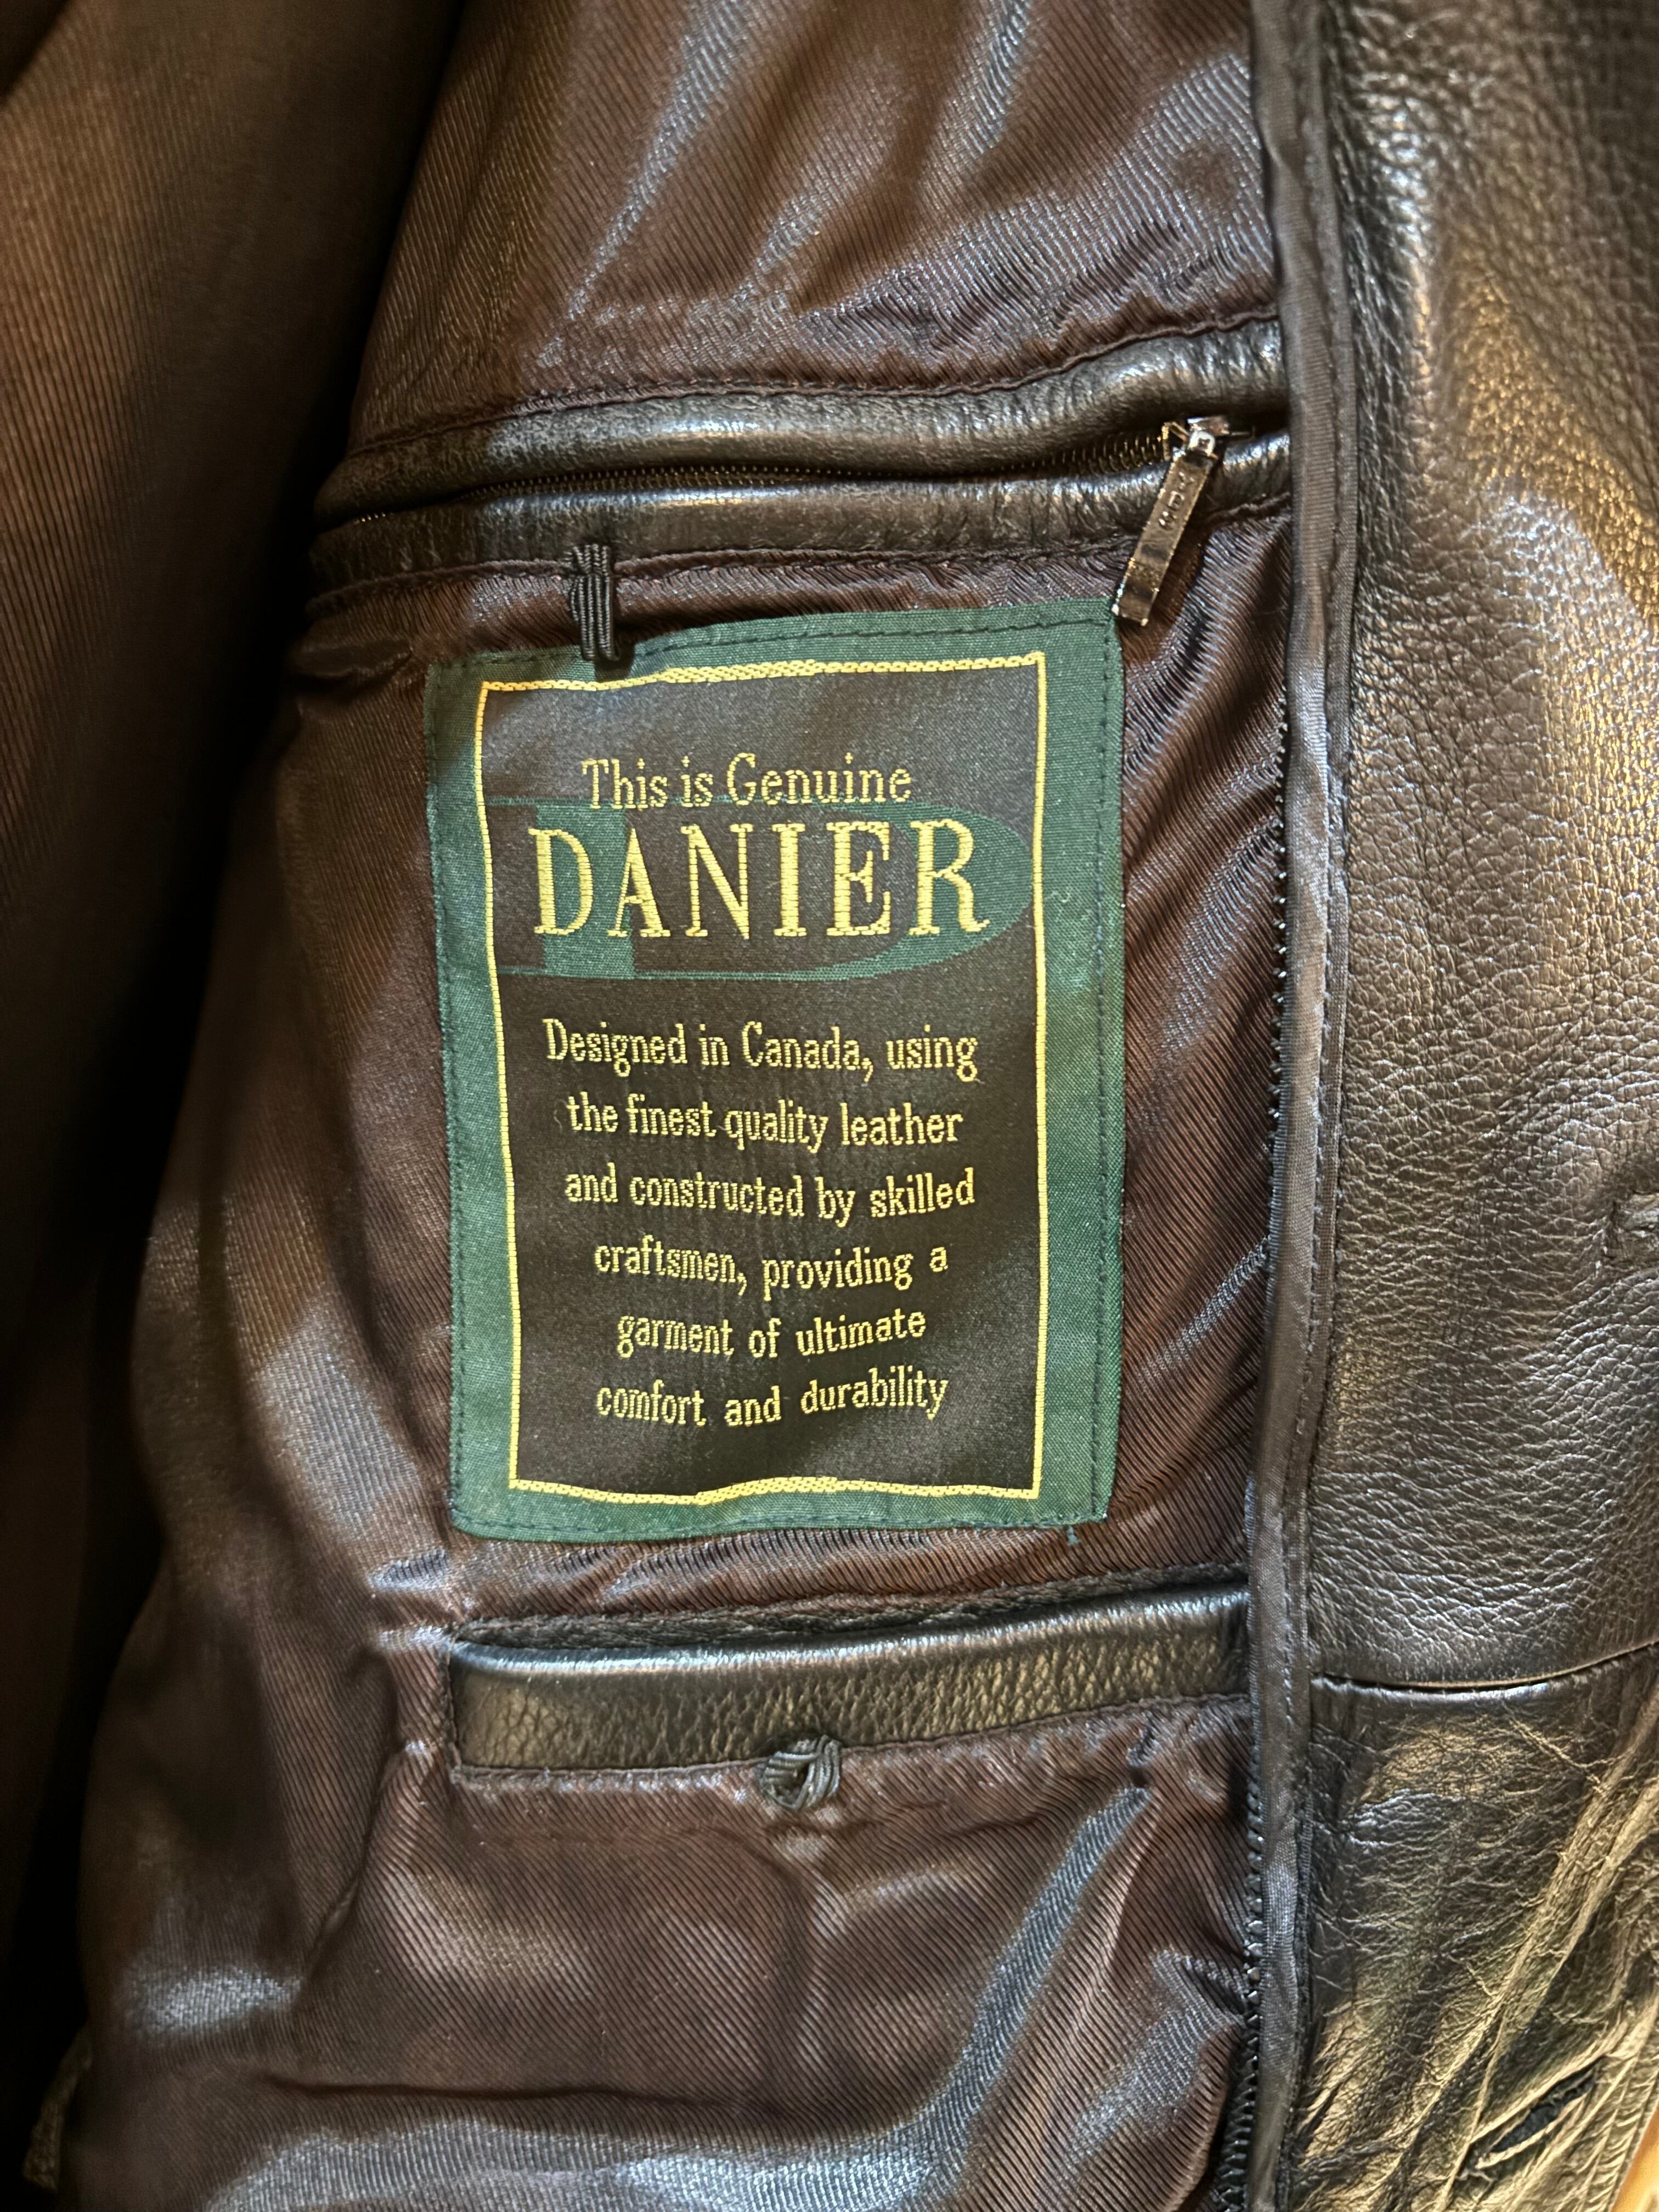 This is Genuine
DANIER
Designed in Canada, using
the finest quality leather
and constructed by skilled
craftsmen, providing a
garment of ultimate
comfort and durability